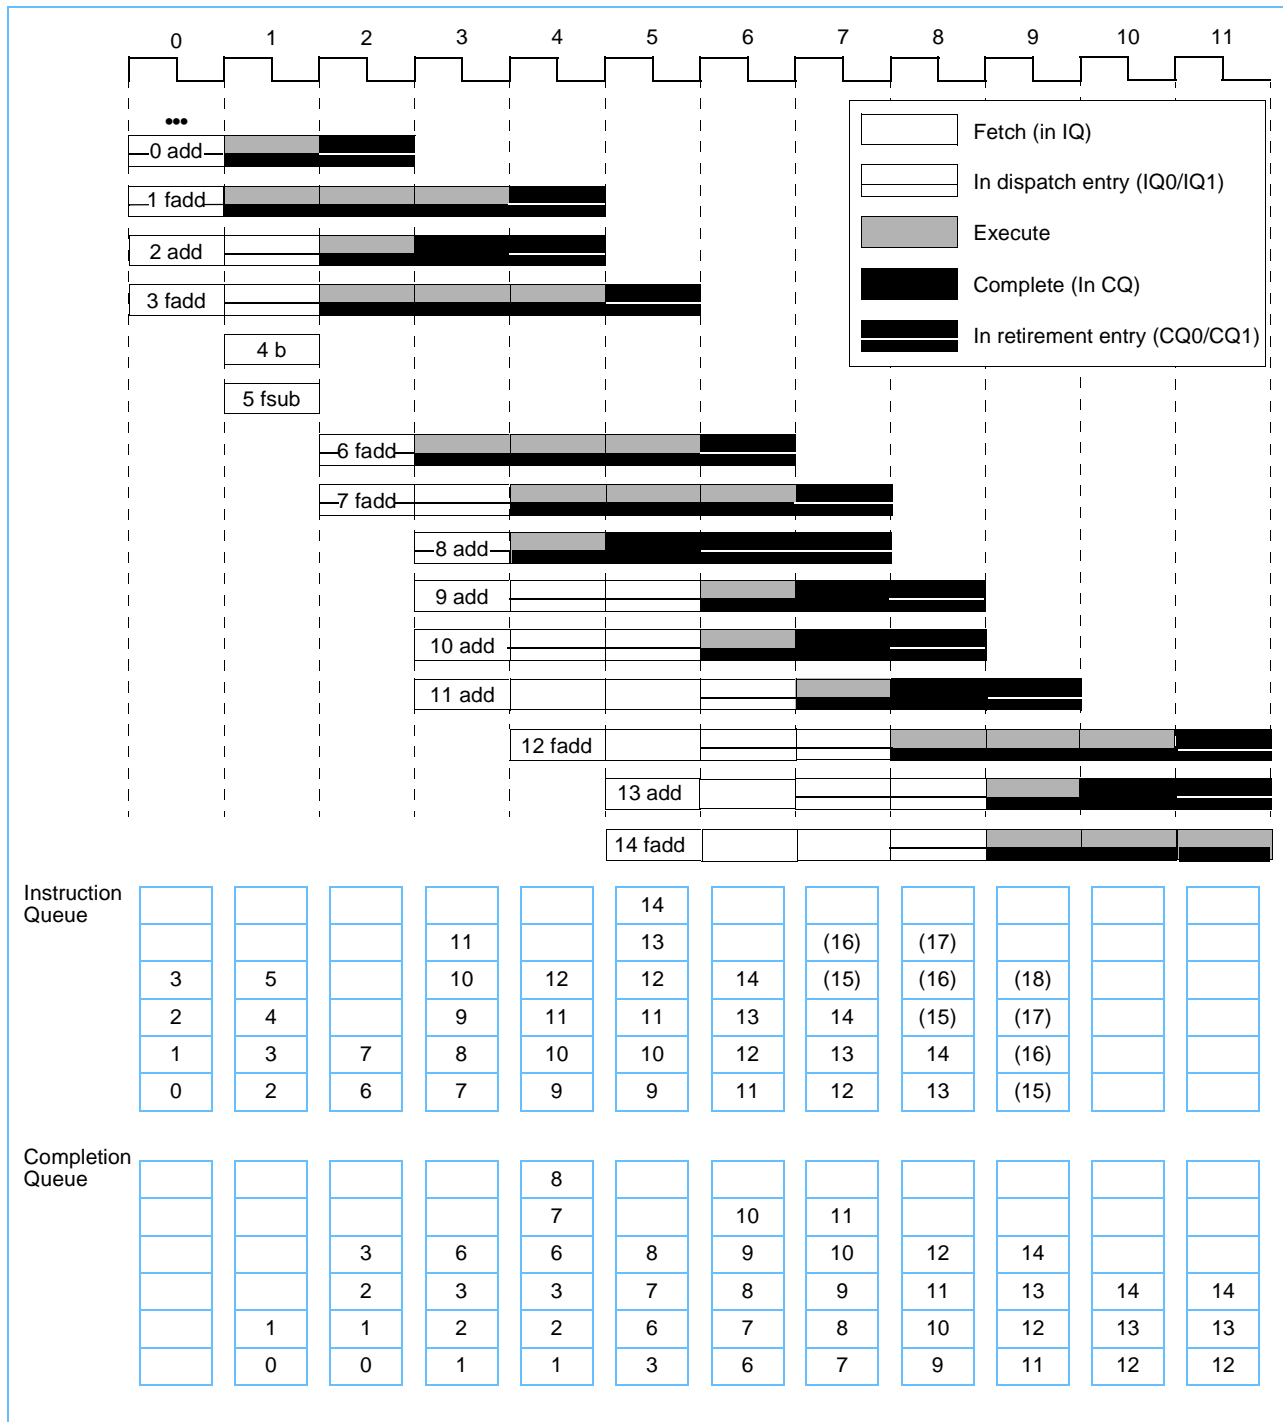 0 1 2 3 4 5 6 7 8 9 10 11
•••
Fetch (in IQ)
In dispatch entry (IQ0/IQ1)
Execute
Complete (In CQ)
In retirement entry (CQ0/CQ1)
0 add
1 fadd
2 add
3 fadd
4 b
5 fsub
6 fadd
7 fadd
8 add
9 add
10 add
11 add
12 fadd
13 add
14 fadd
Instruction
Queue
14
11 13 (16) (17)
3 5 10 12 12 14 (15) (16) (18)
2 4 9 11 11 13 14 (15) (17)
1 3 7 8 10 10 12 13 14 (16)
0 2 6 7 9 9 11 12 13 (15)
Completion
Queue
8
7 10 11
3 6 6 8 9 10 12 14
2 3 3 7 8 9 11 13 14 14
1 1 2 2 6 7 8 10 12 13 13
0 0 1 1 3 6 7 9 11 12 12